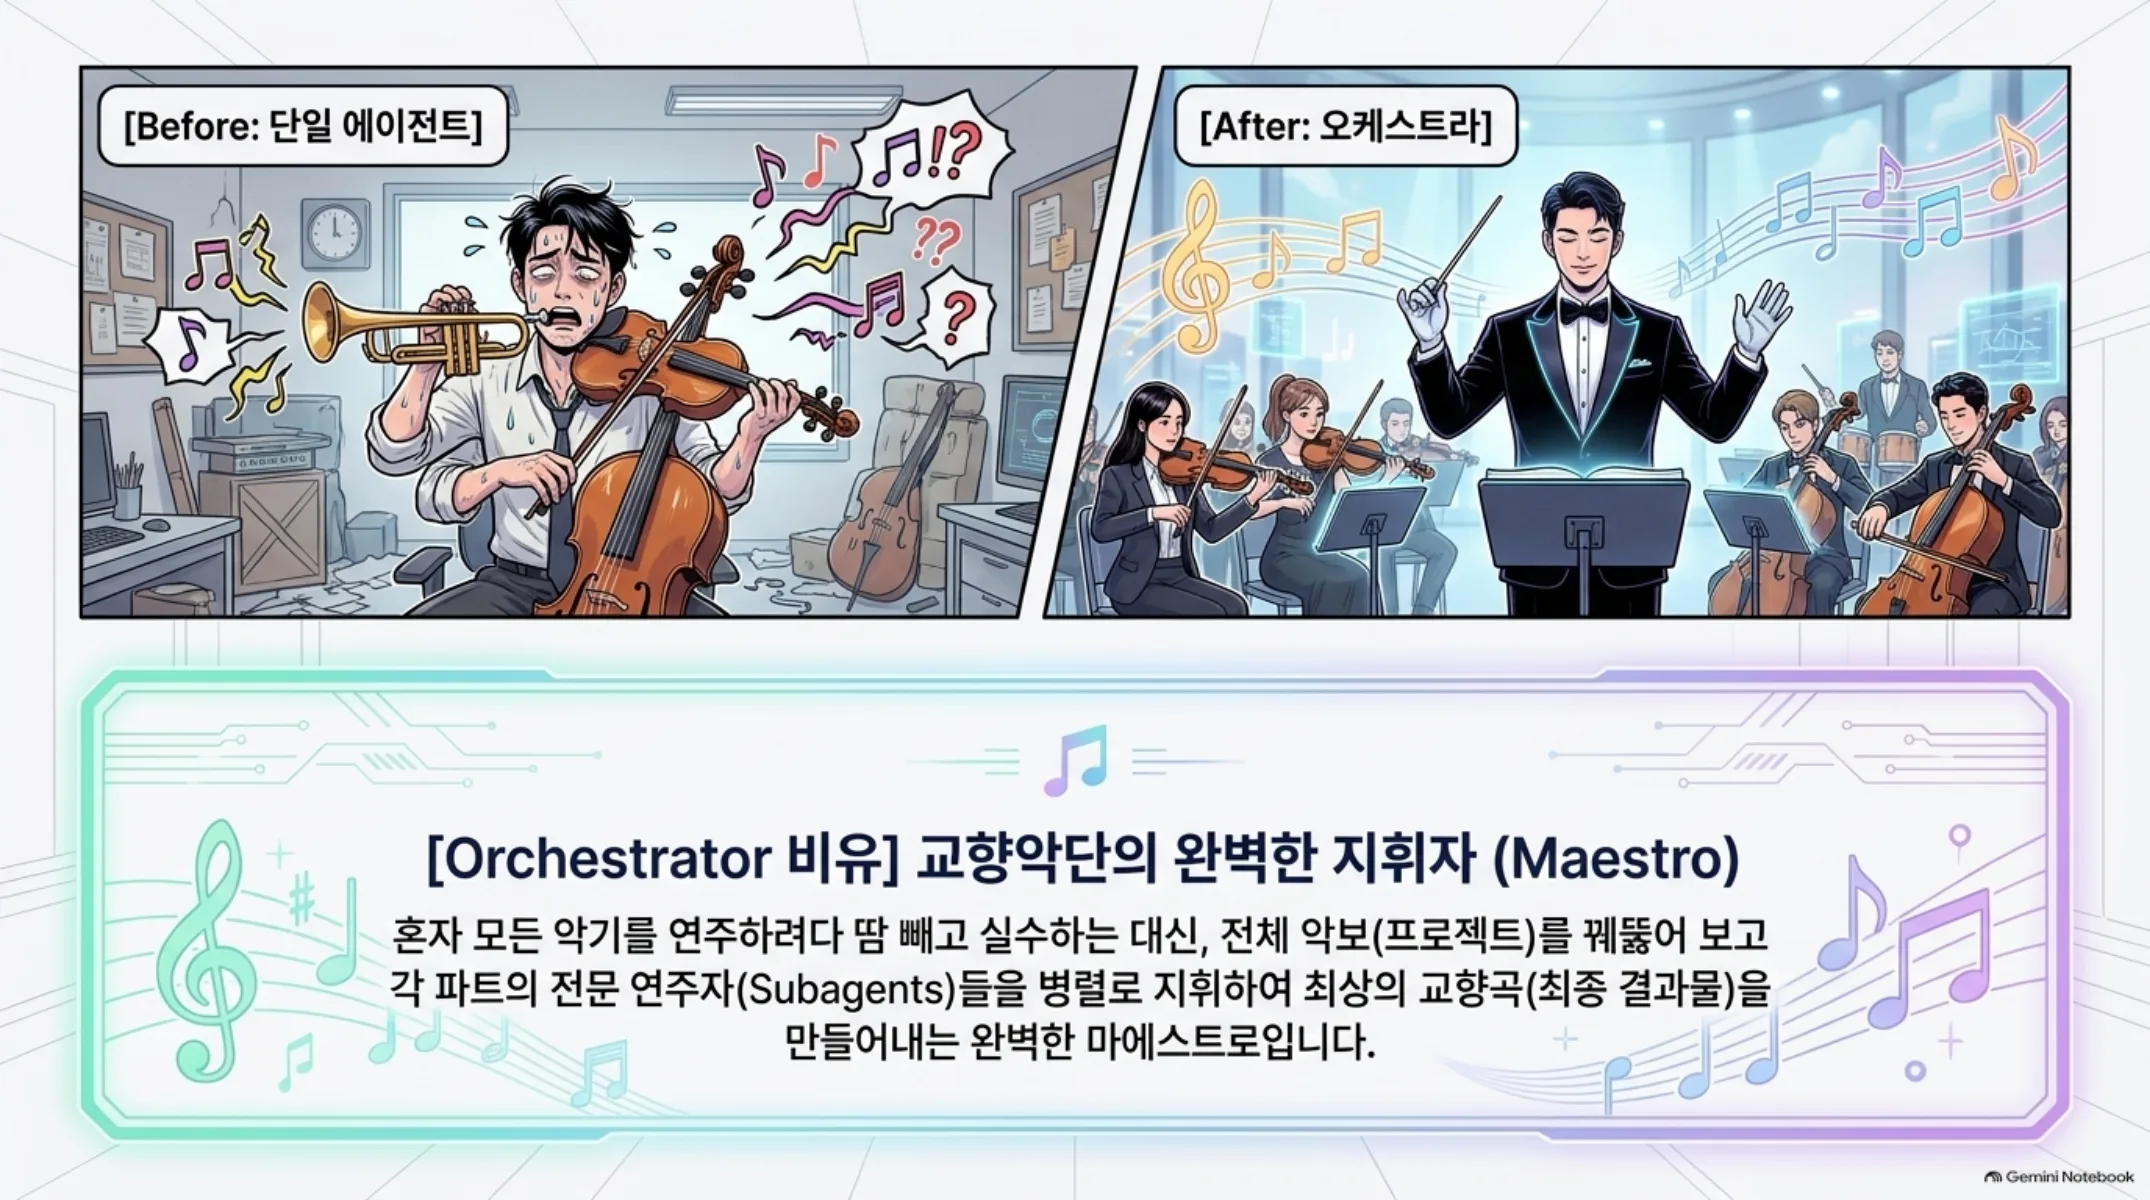 [Before: 단일 에이전트]
[After: 오케스트라]
!?
??
?
[Orchestrator 비유] 교향악단의 완벽한 지휘자 (Maestro)
혼자 모든 악기를 연주하려다 땀 빼고 실수하는 대신, 전체 악보(프로젝트)를 꿰뚫어 보고
각 파트의 전문 연주자(Subagents)들을 병렬로 지휘하여 최상의 교향곡(최종 결과물)을
만들어내는 완벽한 마에스트로입니다.
Gemini Notebook